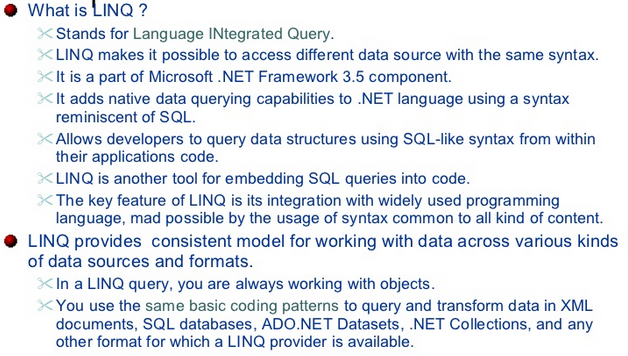 What is LINQ ?
Stands for Language INtegrated Query.
LINQ makes it possible to access different data source with the same syntax.
It is a part of Microsoft .NET Framework 3.5 component.
It adds native data querying capabilities to .NET language using a syntax
reminiscent of SQL.
Allows developers to query data structures using SQL-like syntax from within
their applications code.
LINQ is another tool for embedding SQL queries into code.
The key feature of LINQ is its integration with widely used programming
language, mad possible by the usage of syntax common to all kind of content.
LINQ provides consistent model for working with data across various kinds
of data sources and formats.
In a LINQ query, you are always working with objects.
You use the same basic coding patterns to query and transform data in XML
documents, SQL databases, ADO.NET Datasets, .NET Collections, and any
other format for which a LINQ provider is available.